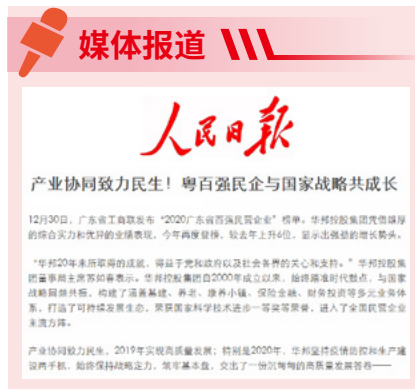 媒体报道
人民日报
产业协同致力民生！粤百强民企与国家战略共成长
12月30日，广东省工商联发布“2020广东省百强民营企业”榜单。华邦控股集团凭借雄厚
的综合实力和优异的业绩表现，今年再度登榜，较去年上升6位，显示出强劲的增长势头。
“华邦20年来所取得的成就，得益于党和政府以及社会各界的关心和支持。”华邦控股集
团董事局主席苏如春表示。华邦控股集团自2000年成立以来，始终踏准时代鼓点，与国家
战略同频共振，构建了涵盖基建、养老、康养小镇、保险金融、财务投资等多元业务体
系，打造了可持续发展生态，荣获国家科学技术进步一等奖等荣誉，进入了全国民营企业
主流方阵。
产业协同致力民生，2019年实现高质量发展；特别是2020年，华邦坚持疫情防控和生产建
设两手抓，始终保持战略定力，筑牢基本盘，交出了一份沉甸甸的高质量发展答卷——